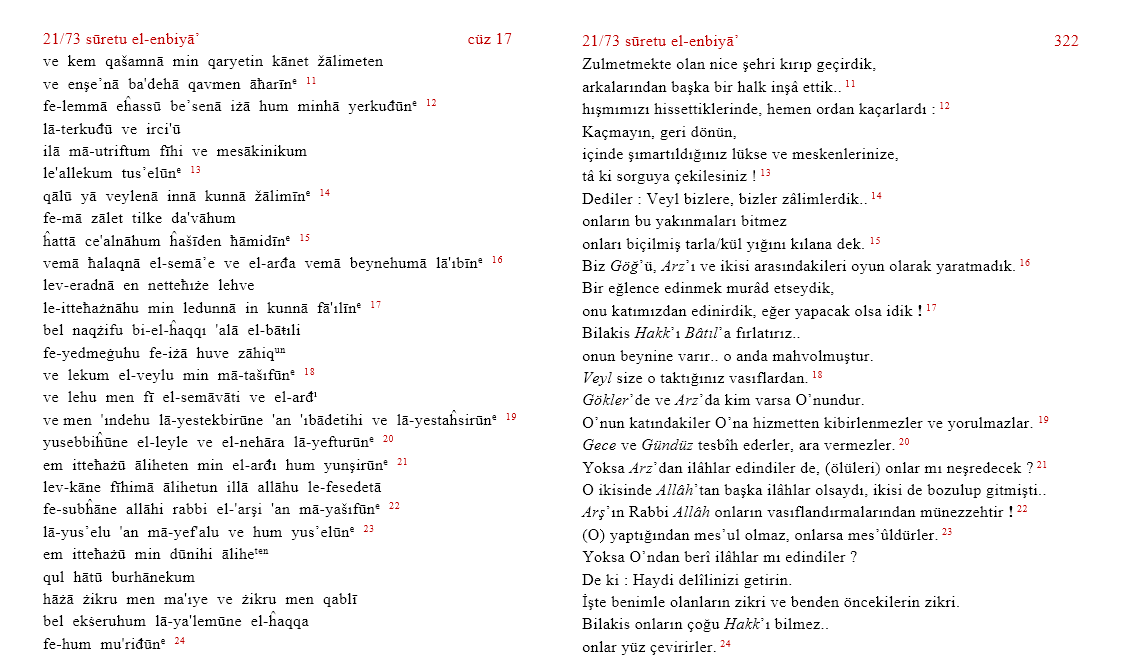 21/73 sūretu el-enbiyā’ cüz 17
ve kem qašamnā min qaryetin kānet žālimeten
ve enşe’nā ba'dehā qavmen āħarīnᵉ 11
fe-lemmā eĥassū be’senā iżā hum minhā yerkuđūnᵉ 12
lā-terkuđū ve irci'ū
ilā mā-utriftum fīhi ve mesākinikum
le'allekum tus’elūnᵉ 13
qālū yā veylenā innā kunnā žālimīnᵉ 14
fe-mā zālet tilke da'vāhum
ĥattā ce'alnāhum ĥašīden ħāmidīnᵉ 15
vemā ħalaqnā el-semā’e ve el-arđa vemā beynehumā lā'ıbīnᵉ 16
lev-eradnā en netteħıże lehve
le-itteħażnāhu min ledunnā in kunnā fā'ılīnᵉ 17
bel naqżifu bi-el-ĥaqqı 'alā el-bāŧıli
fe-yedmeġuhu fe-iżā huve zāhiqᵘⁿ
ve lekum el-veylu min mā-tašıfūnᵉ 18
ve lehu men fī el-semāvāti ve el-arđᶦ
ve men 'ındehu lā-yestekbirūne 'an 'ıbādetihi ve lā-yestaĥsirūnᵉ 19
yusebbiĥūne el-leyle ve el-nehāra lā-yefturūnᵉ 20
em itteħażū āliheten min el-arđı hum yunşirūnᵉ 21
lev-kāne fīhimā ālihetun illā allāhu le-fesedetā
fe-subĥāne allāhi rabbi el-'arşi 'an mā-yašıfūnᵉ 22
lā-yus’elu 'an mā-yef'alu ve hum yus’elūnᵉ 23
em itteħażū min dūnihi āliheᵗᵉⁿ
qul hātū burhānekum
hāżā żikru men ma'ıye ve żikru men qablī
bel ekŝeruhum lā-ya'lemūne el-ĥaqqa
fe-hum mu'riđūnᵉ 24
21/73 sūretu el-enbiyā’ 322
Zulmetmekte olan nice şehri kırıp geçirdik,
arkalarından başka bir halk inşâ ettik.. 11
hışmımızı hissettiklerinde, hemen ordan kaçarlardı : 12
Kaçmayın, geri dönün,
içinde şımartıldığınız lükse ve meskenlerinize,
tâ ki sorguya çekilesiniz ! 13
Dediler : Veyl bizlere, bizler zâlimlerdik.. 14
onların bu yakınmaları bitmez
onları biçilmiş tarla/kül yığını kılana dek. 15
Biz Göğ’ü, Arz’ı ve ikisi arasındakileri oyun olarak yaratmadık. 16
Bir eğlence edinmek murâd etseydik,
onu katımızdan edinirdik, eğer yapacak olsa idik ! 17
Bilakis Hakk’ı Bâtıl’a fırlatırız..
onun beynine varır.. o anda mahvolmuştur.
Veyl size o taktığınız vasıflardan. 18
Gökler’de ve Arz’da kim varsa O’nundur.
O’nun katındakiler O’na hizmetten kibirlenmezler ve yorulmazlar. 19
Gece ve Gündüz tesbîh ederler, ara vermezler. 20
Yoksa Arz’dan ilâhlar edindiler de, (ölüleri) onlar mı neşredecek ? 21
O ikisinde Allâh’tan başka ilâhlar olsaydı, ikisi de bozulup gitmişti..
Arş’ın Rabbi Allâh onların vasıflandırmalarından münezzehtir ! 22
(O) yaptığından mes’ul olmaz, onlarsa mes’ûldürler. 23
Yoksa O’ndan berî ilâhlar mı edindiler ?
De ki : Haydi delîlinizi getirin.
İşte benimle olanların zikri ve benden öncekilerin zikri.
Bilakis onların çoğu Hakk’ı bilmez..
onlar yüz çevirirler. 24